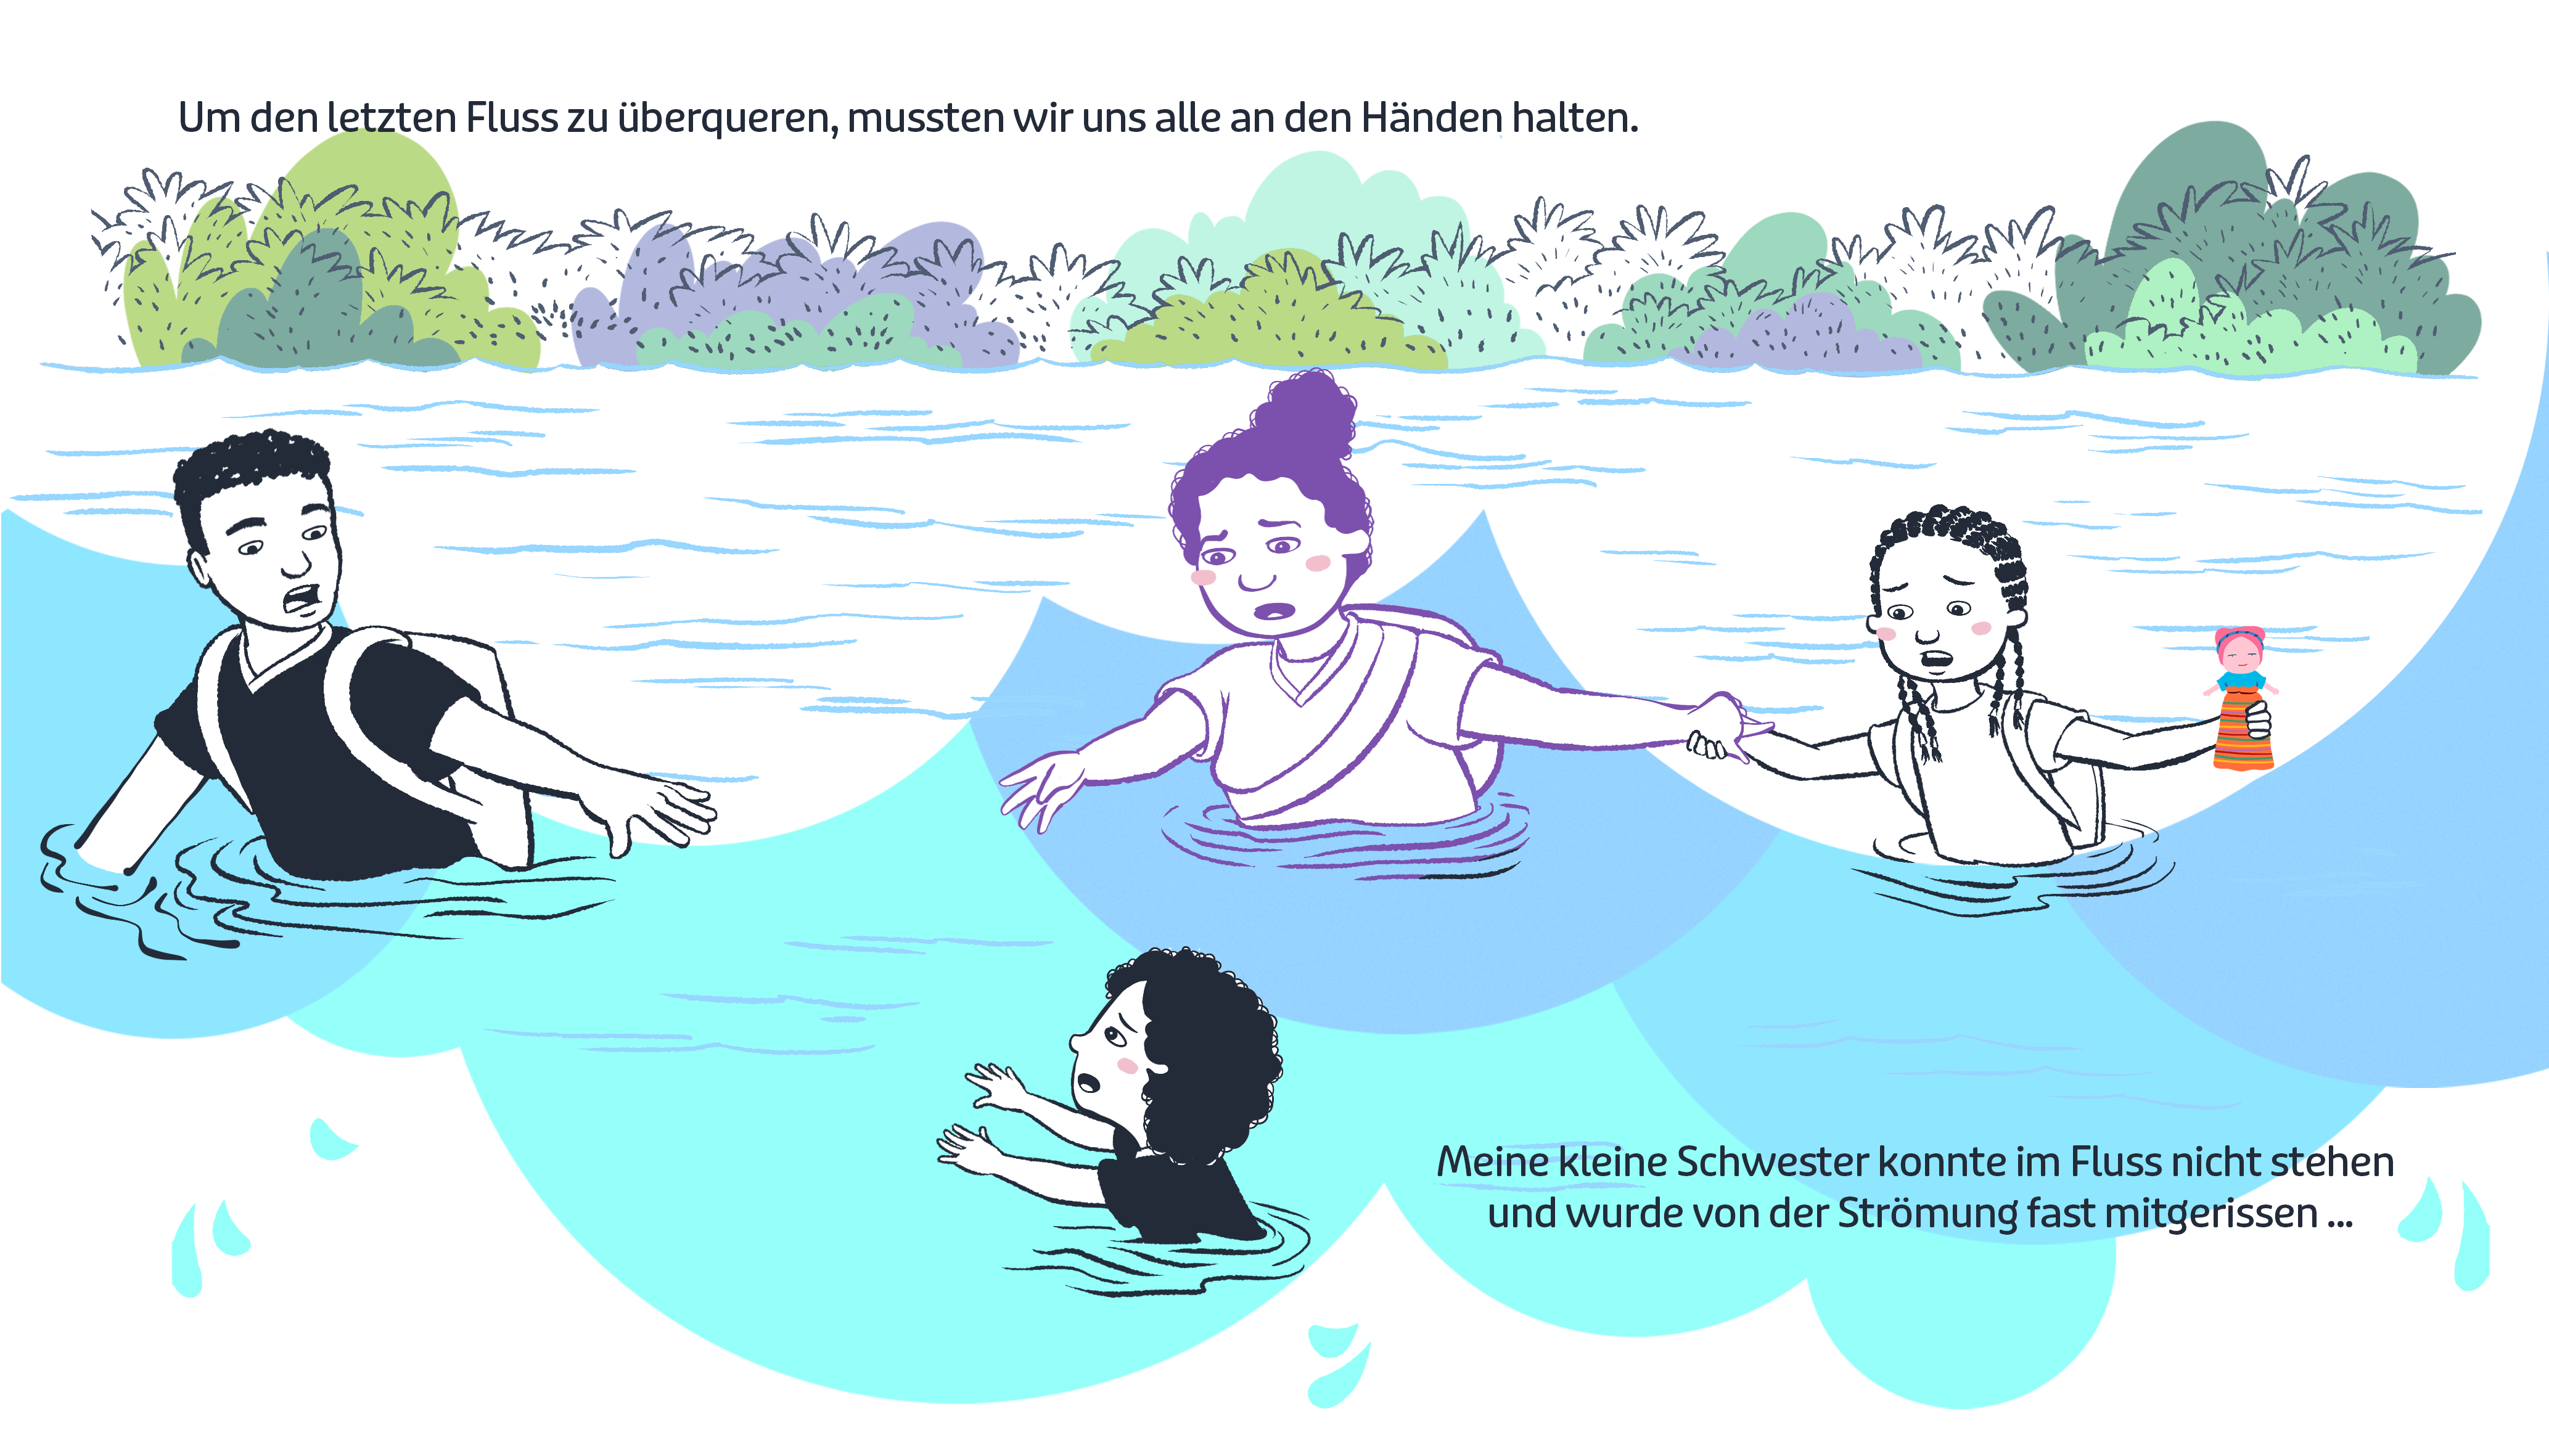 Um den letzten Fluss zu überqueren, mussten wir uns alle an den Händen halten.
Meine kleine Schwester konnte im Fluss nicht stehen
und wurde von der Strömung fast mitgerissen ...